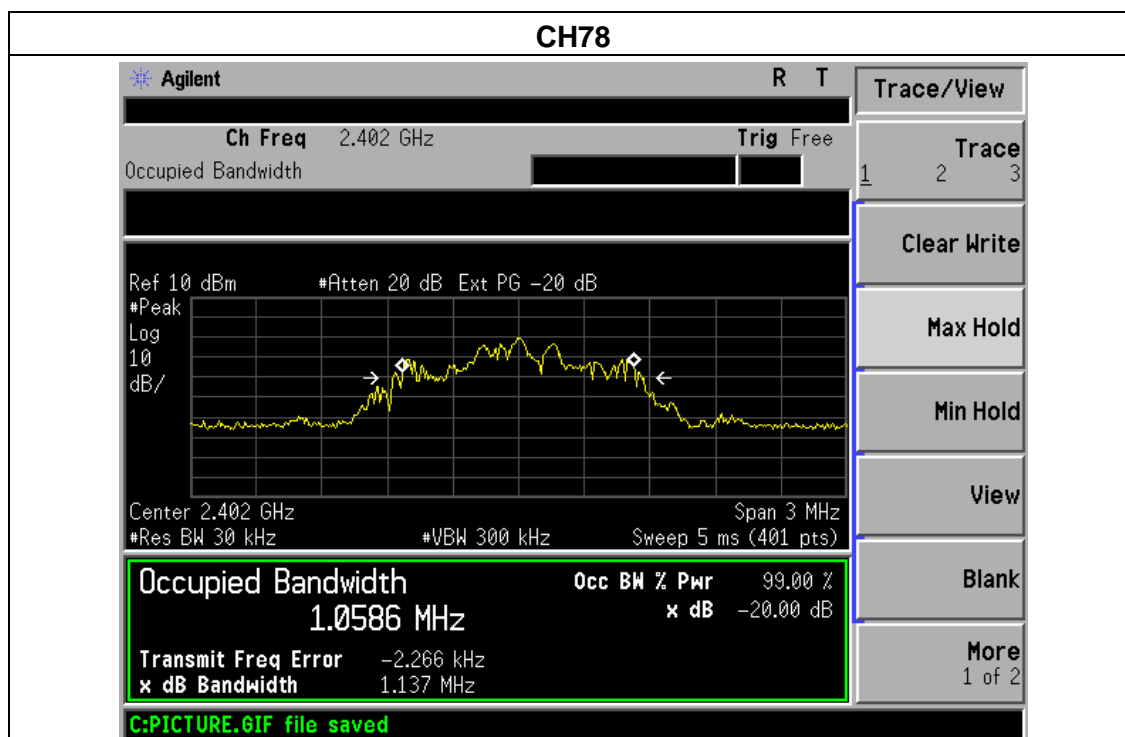 CH78
Agilent R T
Trace/View
Ch Freq 2.402 GHz Trig Free
Occupied Bandwidth
Trace
1 2 3
Clear Write
Ref 10 dBm #Atten 20 dB Ext PG -20 dB
#Peak
Log
10
dB/
Max Hold
Min Hold
View
Center 2.402 GHz Span 3 MHz
#Res BW 30 kHz #VBW 300 kHz Sweep 5 ms (401 pts)
Occupied Bandwidth Occ BW % Pwr 99.00 %
1.0586 MHz x dB -20.00 dB
Blank
Transmit Freq Error -2.266 kHz
x dB Bandwidth 1.137 MHz
More
1 of 2
C:PICTURE.GIF file saved